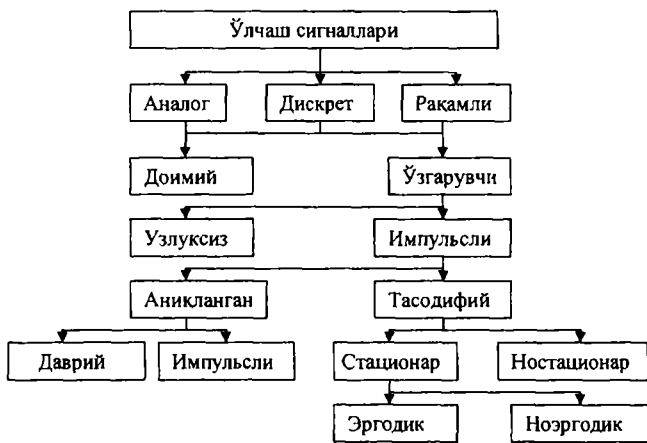 Ўлчаш сигналлари
Аналог
Дискрет
Рақамли
Доимий
Ўзгарувчи
Узлуксиз
Импульсли
Аниқланган
Тасодифий
Даврий
Импульсли
Стационар
Ностационар
Эргодик
Ноэргодик